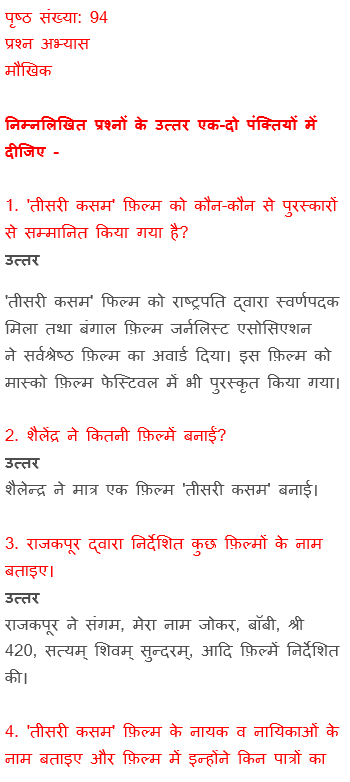 पृष्ठ संख्या: 94
प्रश्न अभ्यास
मौखिक
निम्नलिखित प्रश्नों के उत्तर एक-दो पंक्तियों में
दीजिए -
1. 'तीसरी कसम' फ़िल्म को कौन-कौन से पुरस्कारों
से सम्मानित किया गया है?
उत्तर
'तीसरी कसम' फिल्म को राष्ट्रपति द्वारा स्वर्णपदक
मिला तथा बंगाल फ़िल्म जर्नलिस्ट एसोसिएशन
ने सर्वश्रेष्ठ फ़िल्म का अवार्ड दिया। इस फ़िल्म को
मास्को फ़िल्म फेस्टिवल में भी पुरस्कृत किया गया।
2. शैलेंद्र ने कितनी फ़िल्में बनाईं?
उत्तर
शैलेन्द्र ने मात्र एक फ़िल्म 'तीसरी कसम' बनाई।
3. राजकपूर द्वारा निर्देशित कुछ फ़िल्मों के नाम
बताइए।
उत्तर
राजकपूर ने संगम, मेरा नाम जोकर, बॉबी, श्री
420, सत्यम् शिवम् सुन्दरम्, आदि फ़िल्में निर्देशित
की।
4. 'तीसरी कसम' फ़िल्म के नायक व नायिकाओं के
नाम बताइए और फ़िल्म में इन्होंने किन पात्रों का